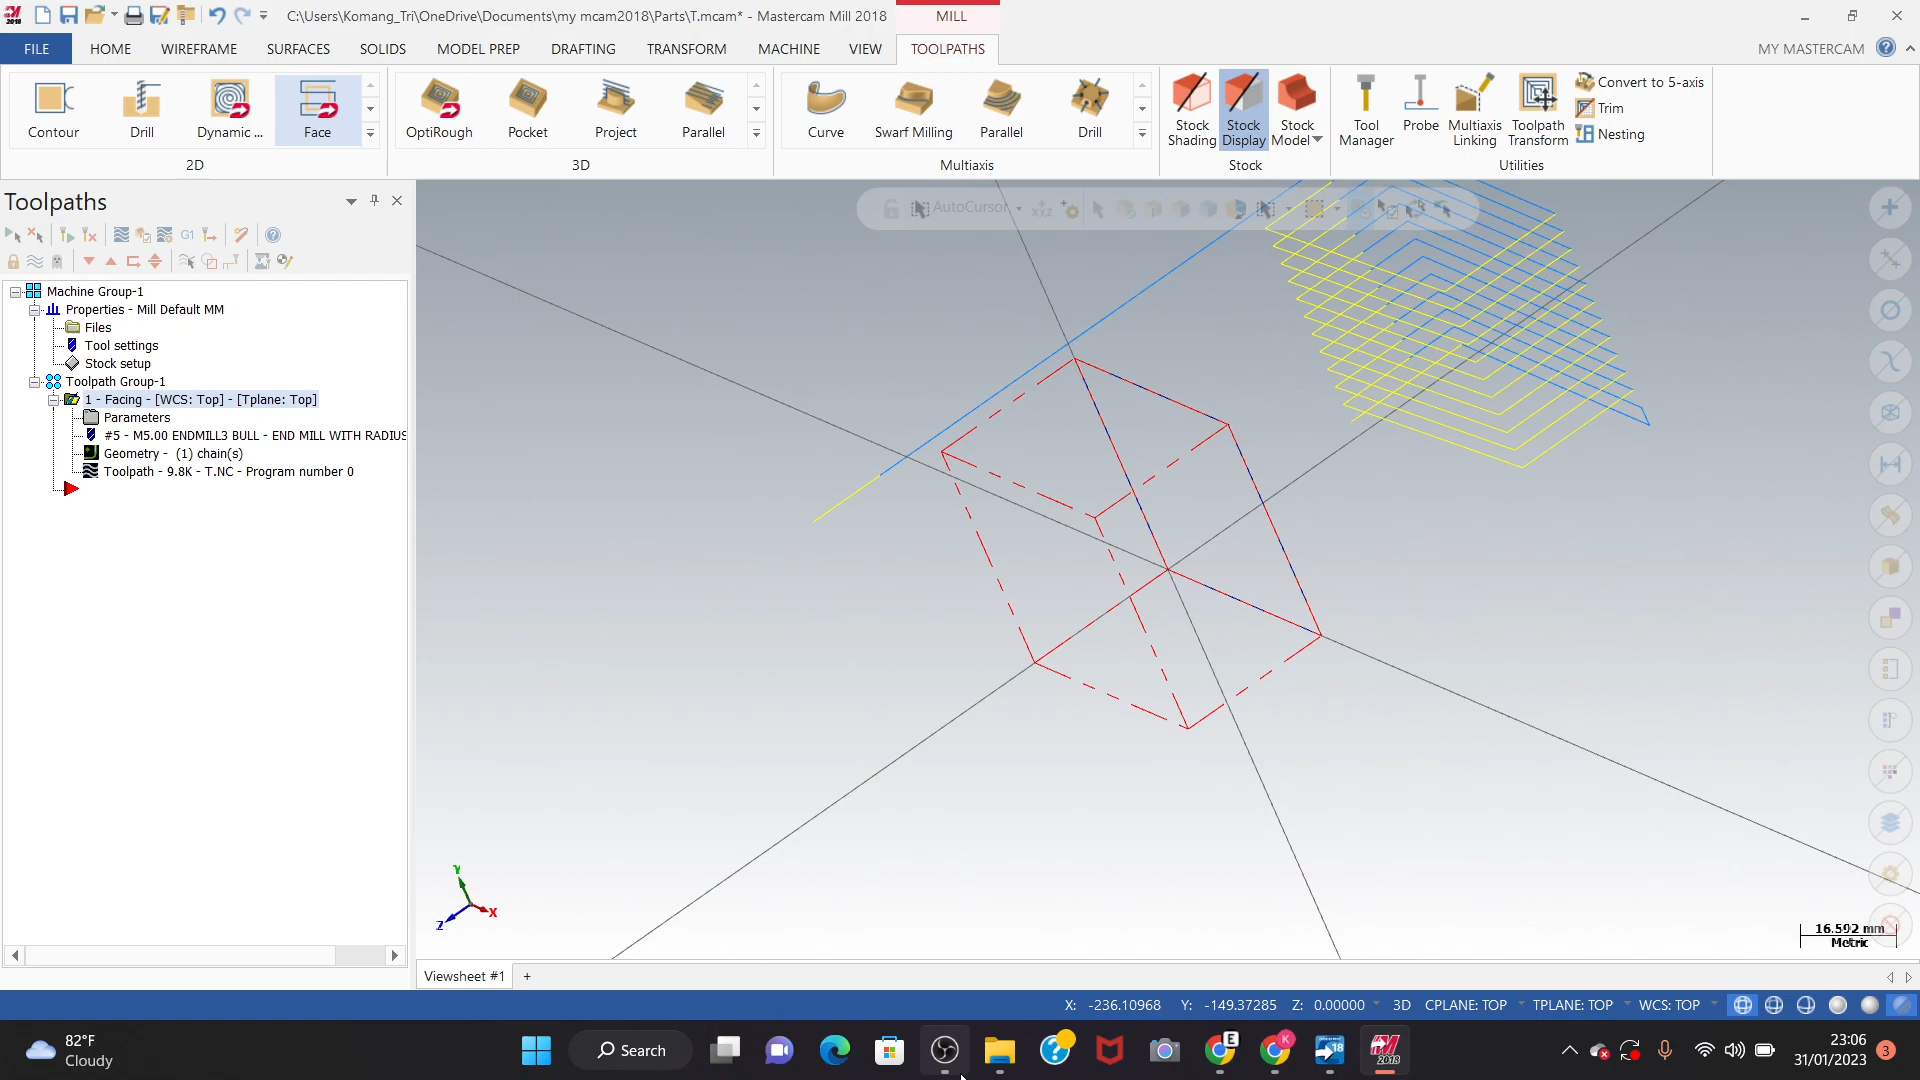 C:\Users\Komang_Tri\OneDrive\Documents\my mcam2018\Parts\T.mcam* - Mastercam Mill 2018
MILL
FILE HOME WIREFRAME SURFACES SOLIDS MODEL PREP DRAFTING TRANSFORM MACHINE VIEW TOOLPATHS MY MASTERCAM
Contour Drill Dynamic ... Face
2D
OptiRough Pocket Project Parallel
3D
Curve Swarf Milling Parallel Drill
Multiaxis
Stock Shading
Stock Display
Stock Model
Stock
Tool Manager
Probe
Multiaxis Linking
Toolpath Transform
Convert to 5-axis
Trim
Nesting
Utilities
Toolpaths
AutoCursor
XYZ
G1
Machine Group-1
Properties - Mill Default MM
Files
Tool settings
Stock setup
Toolpath Group-1
1 - Facing - [WCS: Top] - [Tplane: Top]
Parameters
#5 - M5.00 ENDMILL3 BULL - END MILL WITH RADIUS
Geometry - (1) chain(s)
Toolpath - 9.8K - T.NC - Program number 0
Y
X
Z
16.592 mm
Metric
Viewsheet #1 +
X: -236.10968 Y: -149.37285 Z: 0.00000 3D CPLANE: TOP TPLANE: TOP WCS: TOP
82°F
Cloudy
Search
E
K
18
2018
23:06
31/01/2023
3